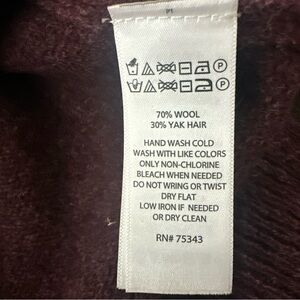 70% WOOL
30% YAK HAIR
HAND WASH COLD
WASH WITH LIKE COLORS
ONLY NON-CHLORINE
BLEACH WHEN NEEDED
DO NOT WRING OR TWIST
DRY FLAT
LOW IRON IF NEEDED
OR DRY CLEAN
RN# 75343